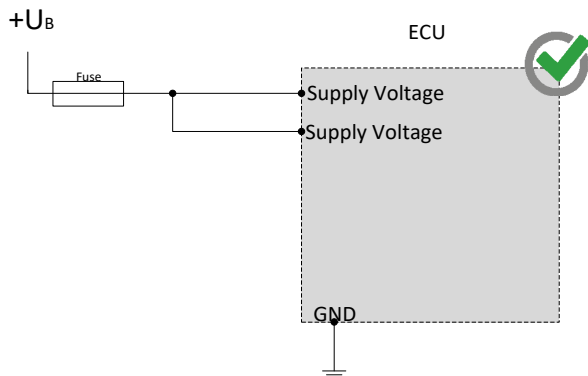 +UB
ECU
Fuse
Supply Voltage
Supply Voltage
GND